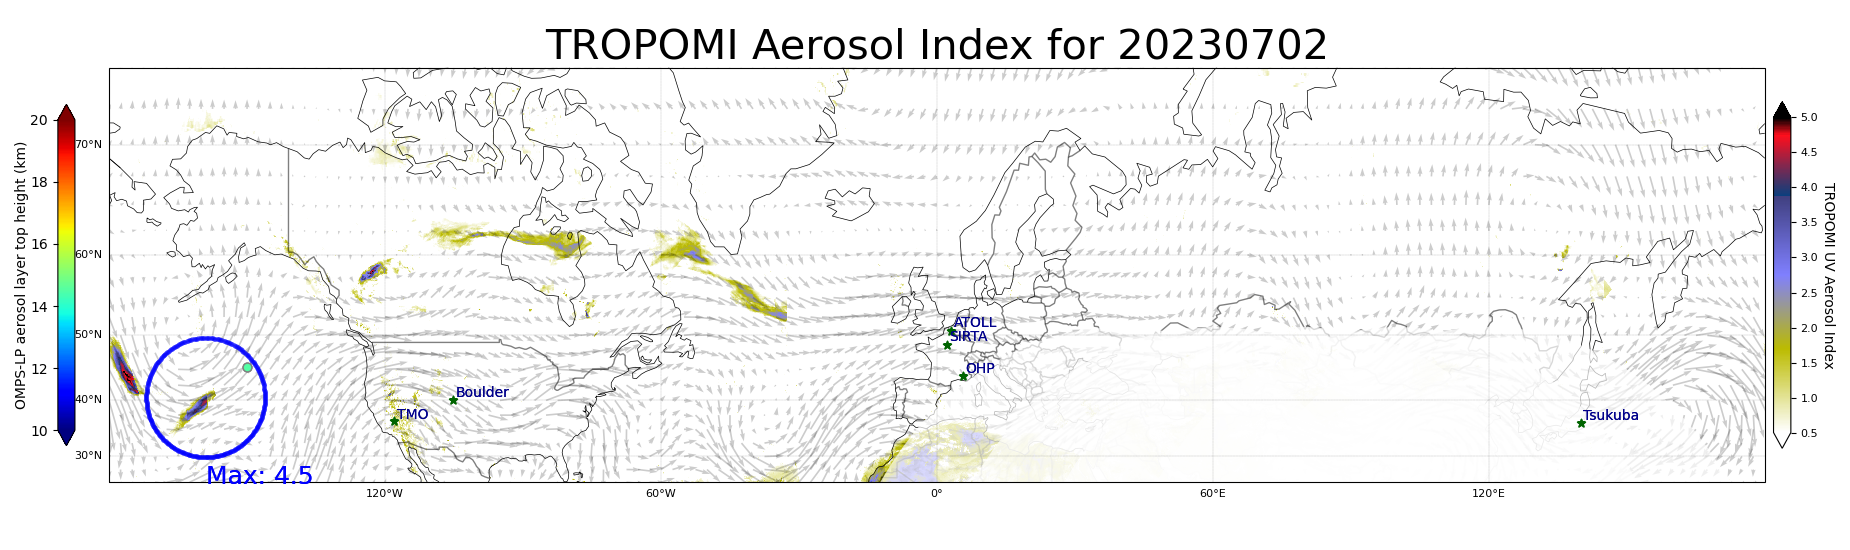 TROPOMI Aerosol Index for 20230702
OMPS-LP aerosol layer top height (km)
20
18
16
14
12
10
70°N
60°N
50°N
40°N
30°N
120°W
60°W
0°
60°E
120°E
ATOLL
SIRTA
OHP
Boulder
TMO
Tsukuba
Max: 4.5
5.0
4.5
4.0
3.5
3.0
2.5
2.0
1.5
1.0
0.5
TROPOMI UV Aerosol Index